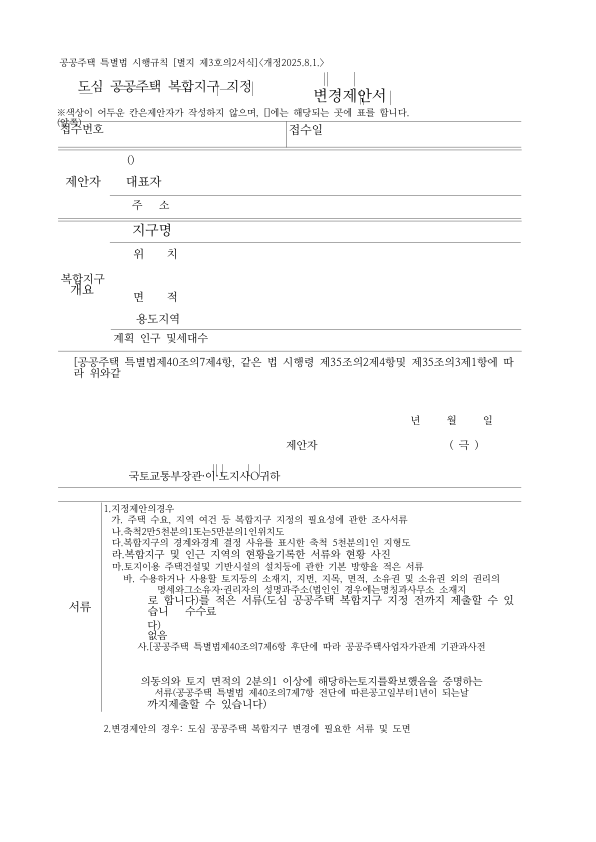 공공주택 특별법 시행규칙 [별지 제3호의2서식]〈개정2025.8.1.〉
도심 공공주택 복합지구 지정
변경제안서
※색상이 어두운 칸은제안자가 작성하지 않으며, []에는 해당되는 곳에 표를 합니다.
(앞쪽)
접수번호 접수일
()
제안자 대표자
주 소
지구명
위 치
복합지구
개요
면 적
용도지역
계획 인구 및세대수
[공공주택 특별법제40조의7제4항, 같은 법 시행령 제35조의2제4항및 제35조의3제1항에 따
라 위와같
년 월 일
제안자 ( 극 )
국토교통부장관·이·도지사O귀하
1.지정제안의경우
가. 주택 수요, 지역 여건 등 복합지구 지정의 필요성에 관한 조사서류
나.축척2만5천분의1또는5만분의1인위치도
다.복합지구의 경계와경계 결정 사유를 표시한 축척 5천분의1인 지형도
라.복합지구 및 인근 지역의 현황을기록한 서류와 현황 사진
마.토지이용 주택건설및 기반시설의 설치등에 관한 기본 방향을 적은 서류
바. 수용하거나 사용할 토지등의 소재지, 지번, 지목, 면적, 소유권 및 소유권 외의 권리의
명세와그소유자·권리자의 성명과주소(법인인 경우에는명칭과사무소 소재지
서류
로 합니다)를 적은 서류(도심 공공주택 복합지구 지정 전까지 제출할 수 있
습니 수수료
다)
없음
사.[공공주택 특별법제40조의7제6항 후단에 따라 공공주택사업자가관계 기관과사전
의동의와 토지 면적의 2분의1 이상에 해당하는토지를확보했음을 증명하는
서류(공공주택 특별법 제40조의7제7항 전단에 따른공고일부터1년이 되는날
까지제출할 수 있습니다)
2.변경제안의 경우: 도심 공공주택 복합지구 변경에 필요한 서류 및 도면